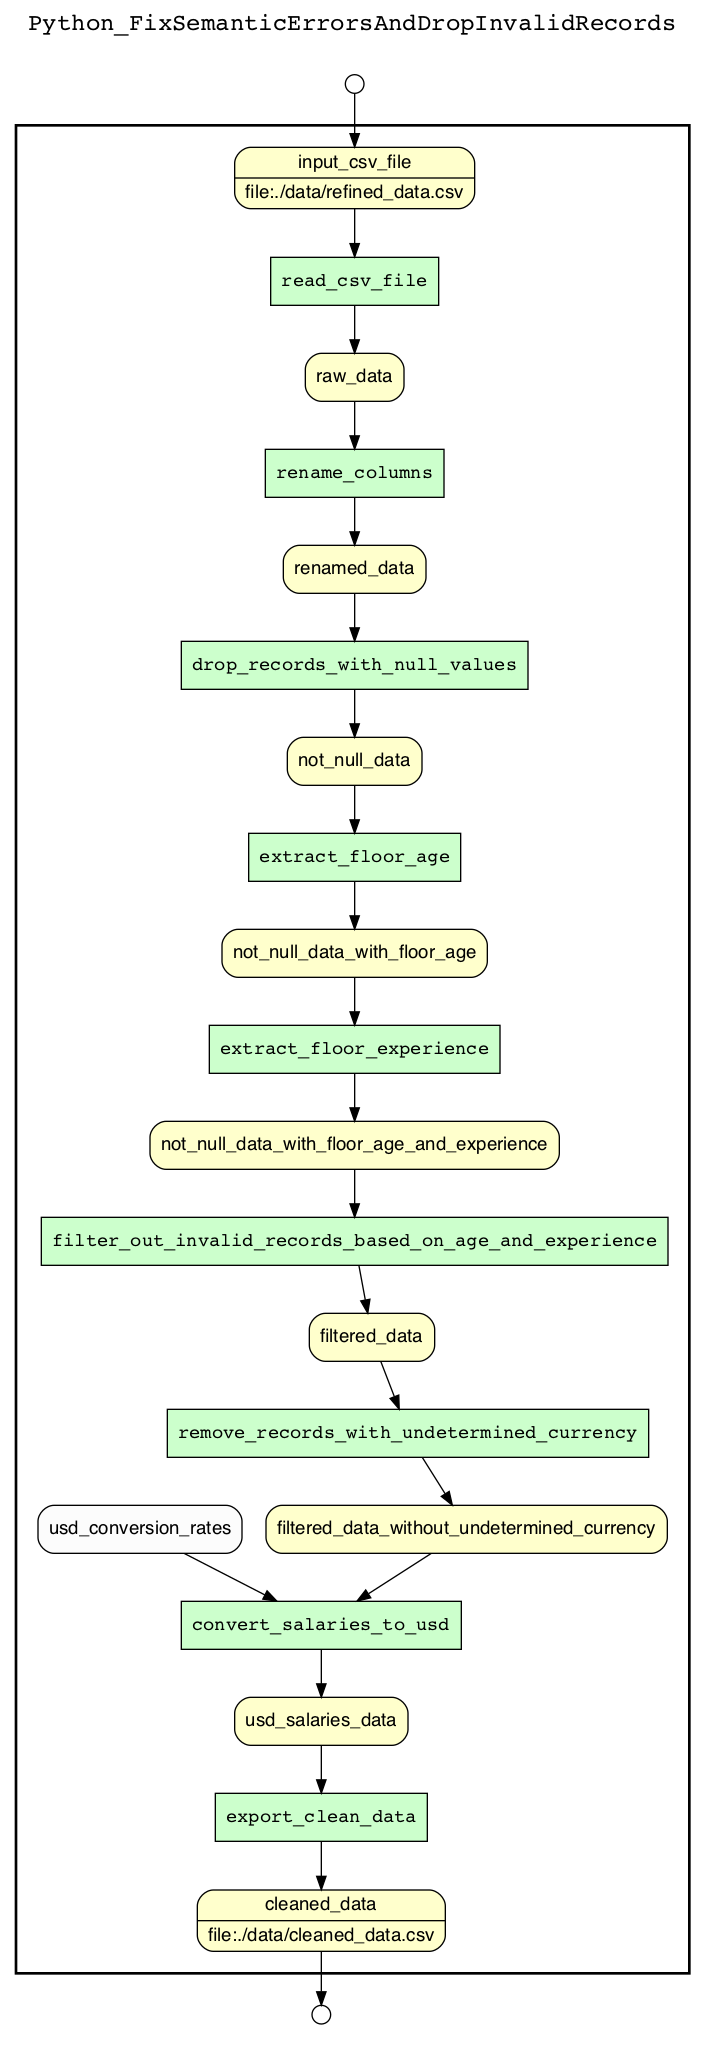 Python_FixSemanticErrorsAndDropInvalidRecords
input_csv_file
file:./data/refined_data.csv
read_csv_file
raw_data
rename_columns
renamed_data
drop_records_with_null_values
not_null_data
extract_floor_age
not_null_data_with_floor_age
extract_floor_experience
not_null_data_with_floor_age_and_experience
filter_out_invalid_records_based_on_age_and_experience
filtered_data
remove_records_with_undetermined_currency
usd_conversion_rates
filtered_data_without_undetermined_currency
convert_salaries_to_usd
usd_salaries_data
export_clean_data
cleaned_data
file:./data/cleaned_data.csv